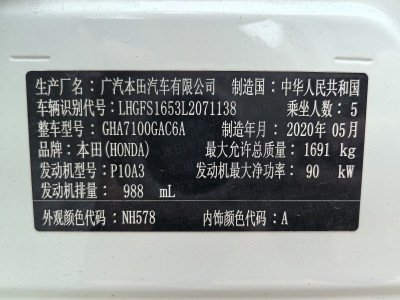 生产厂名：广汽本田汽车有限公司 制造国：中华人民共和国
车辆识别代号：LHGFS1653L2071138 乘坐人数：5
整车型号：GHA7100GAC6A 制造年月：2020年05月
品牌：本田(HONDA) 最大允许总质量：1691 kg
发动机型号：P10A3 发动机最大净功率：90 kW
发动机排量：988 mL
外观颜色代码：NH578 内饰颜色代码：A